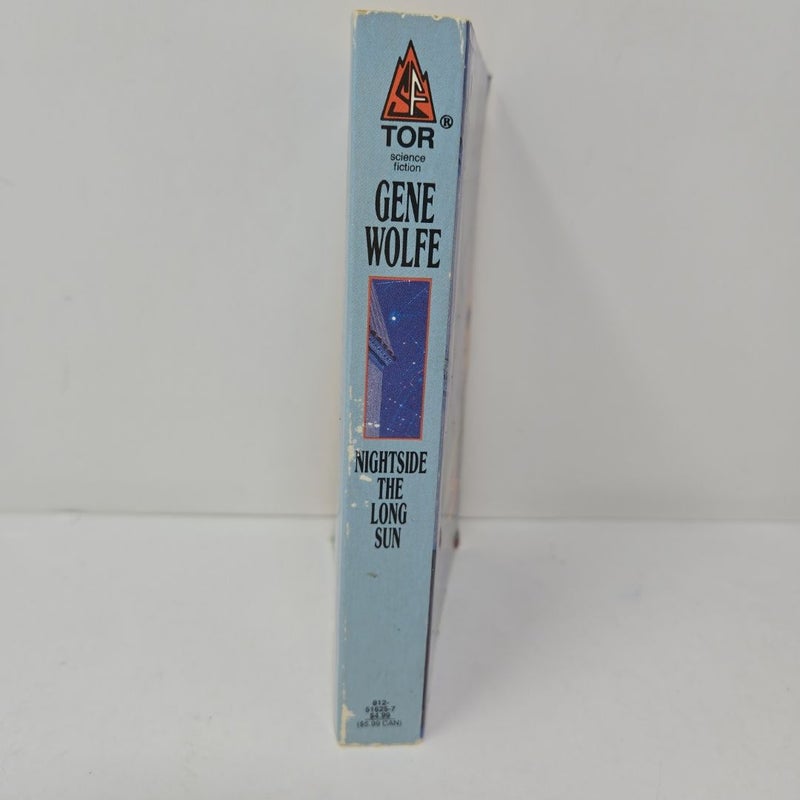 SF
TOR®
science
fiction
GENE
WOLFE
NIGHTSIDE
THE
LONG
SUN
812-
51625-7
$4.99
($5.99 CAN)